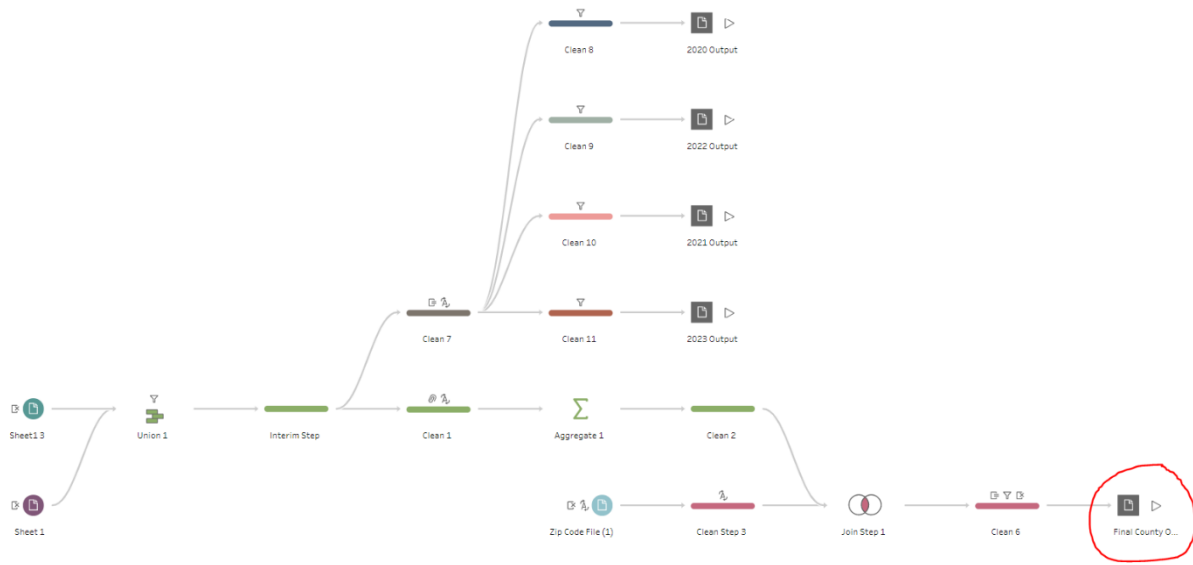 Clean 8
2020 Output
Clean 9
2022 Output
Clean 10
2021 Output
Clean 7
Clean 11
2023 Output
Sheet1 3
Union 1
Interim Step
Clean 1
Aggregate 1
Clean 2
Sheet 1
Zip Code File (1)
Clean Step 3
Join Step 1
Clean 6
Final County O...